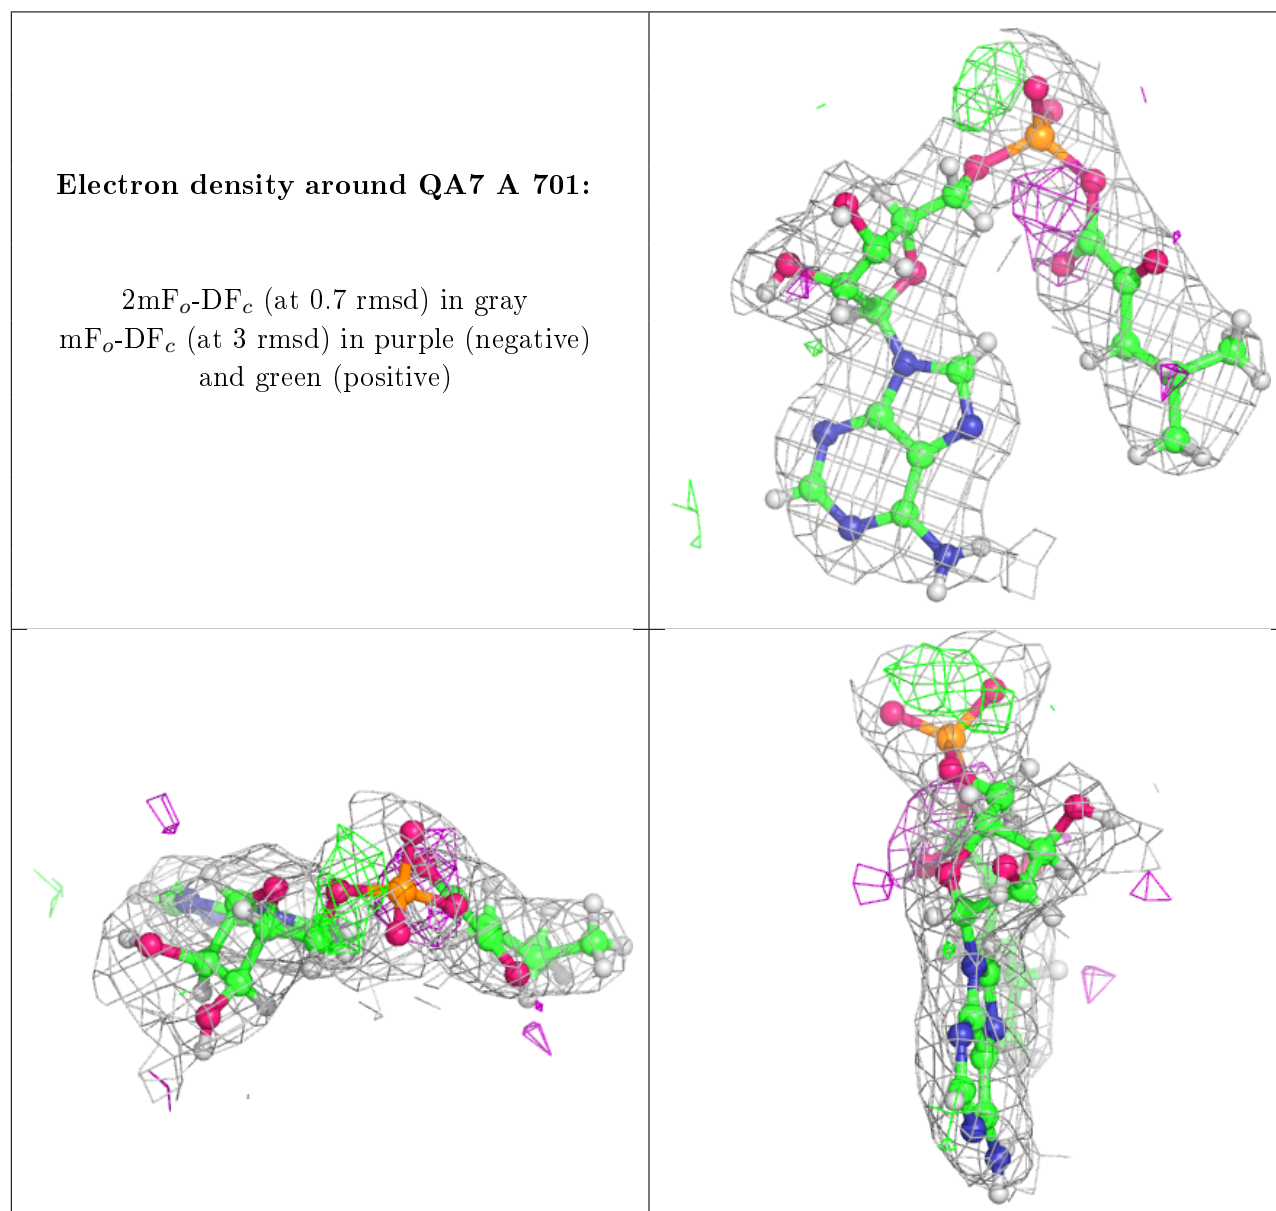 Electron density around QA7 A 701:
2mFo-DFc (at 0.7 rmsd) in gray
mFo-DFc (at 3 rmsd) in purple (negative)
and green (positive)